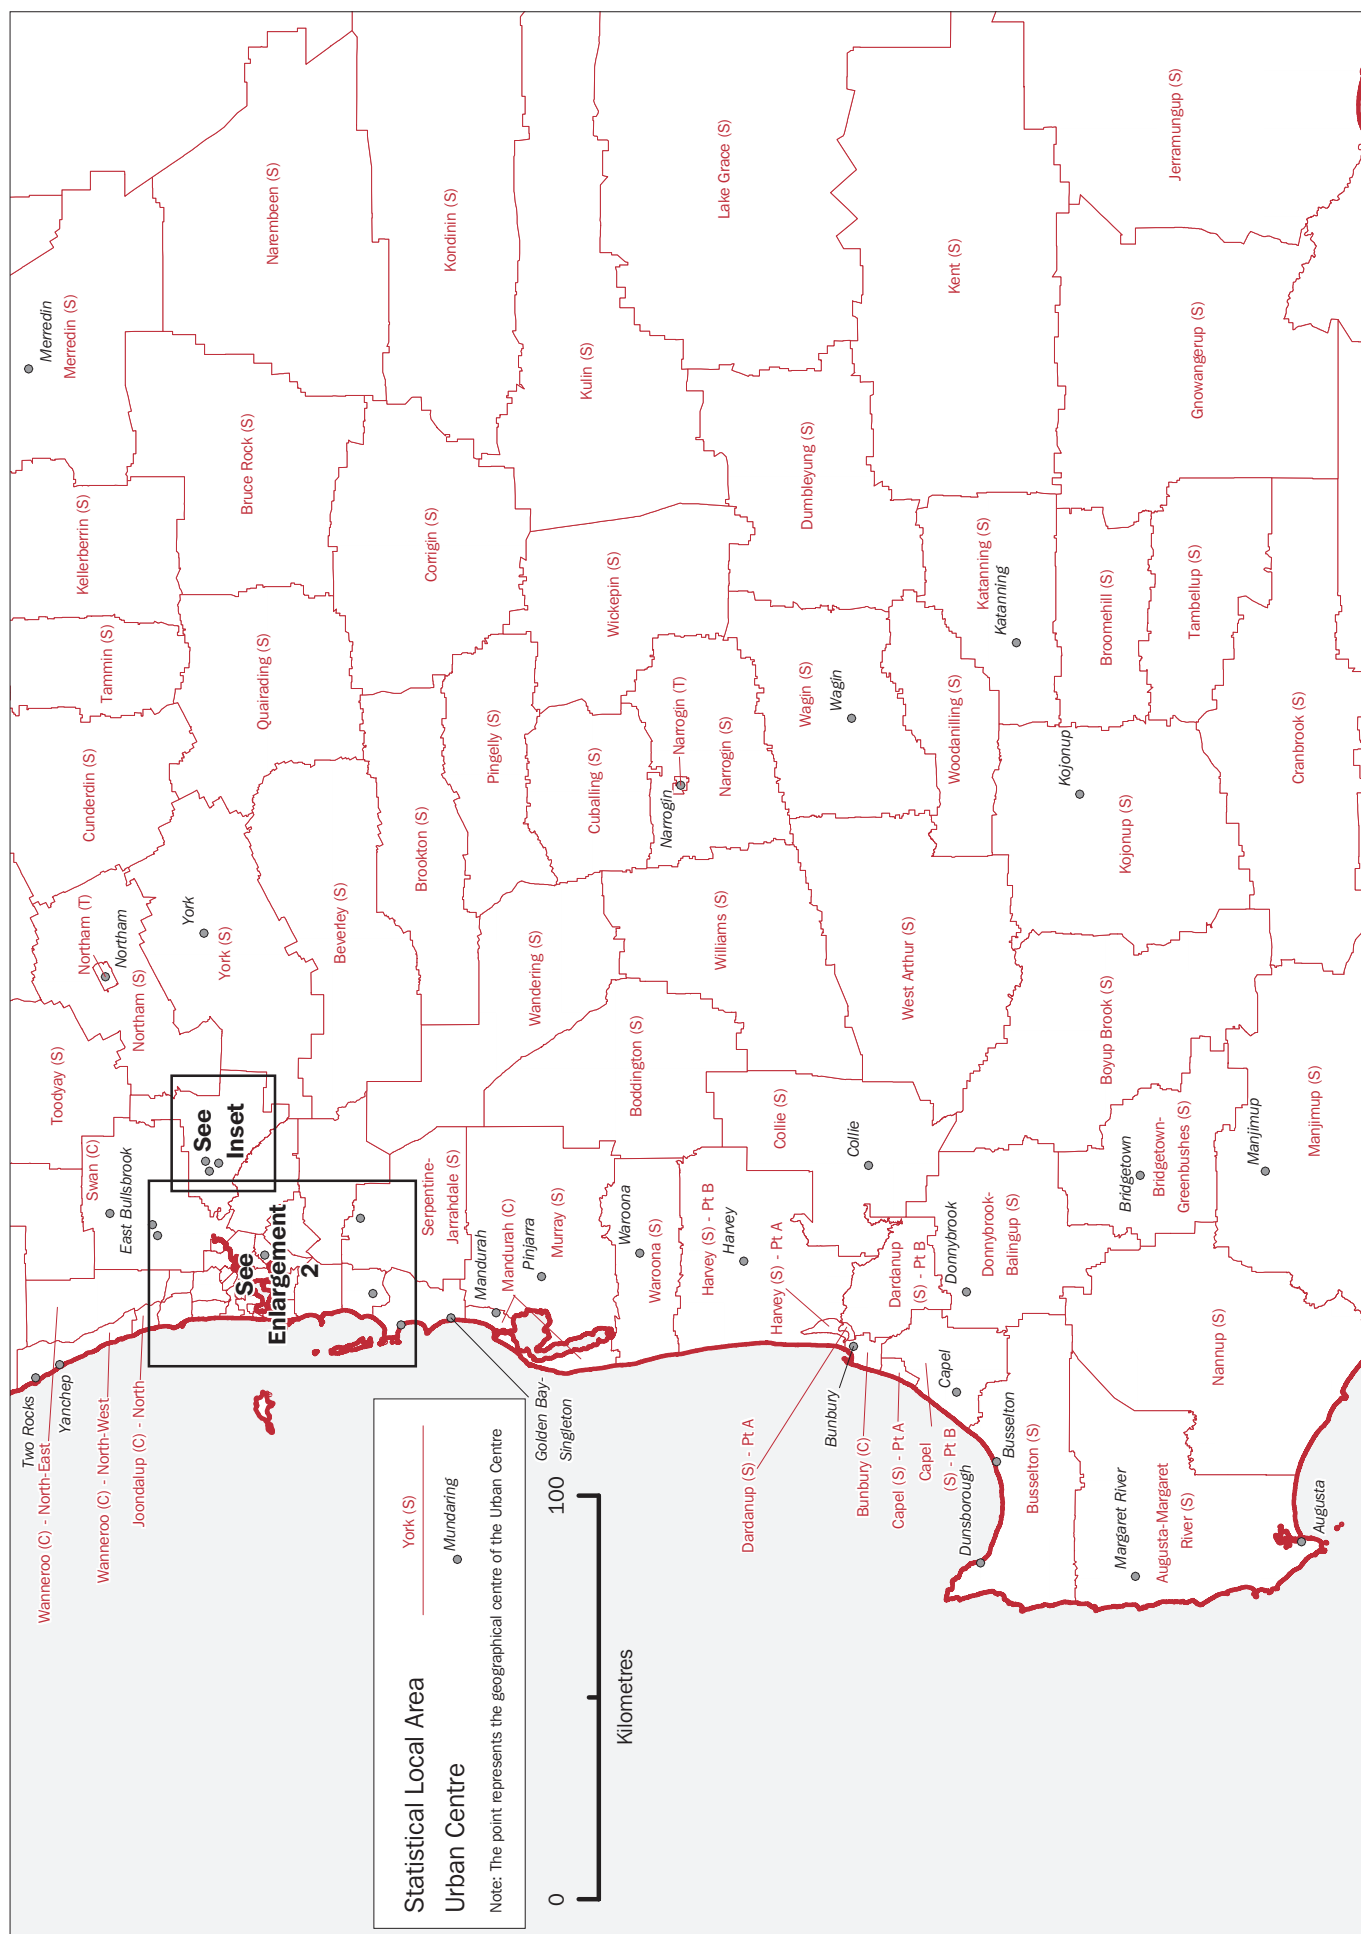 Two Rocks
Wanneroo (C) - North-East
Yanchep
Wanneroo (C) - North-West
Joondalup (C) - North
Swan (C)
East Bullsbrook
Toodyay (S)
Northam (T)
Northam
Northam (S)
York
York (S)
Cunderdin (S)
Tammin (S)
Kellerberrin (S)
Merredin
Merredin (S)
See
Inset
See
Enlargement
2
Quairading (S)
Bruce Rock (S)
Narembeen (S)
Beverley (S)
Brookton (S)
Corrigin (S)
Kondinin (S)
Serpentine-
Jarrahdale (S)
Mandurah
Mandurah (C)
Pinjarra
Murray (S)
Golden Bay-
Singleton
Wandering (S)
Pingelly (S)
Cuballing (S)
Wickepin (S)
Kulin (S)
Lake Grace (S)
Boddington (S)
Waroona
Waroona (S)
Narrogin
Narrogin (T)
Narrogin (S)
Williams (S)
Harvey (S) - Pt B
Harvey
Harvey (S) - Pt A
Dardanup (S) - Pt A
Collie (S)
Collie
Wagin (S)
Wagin
Dumbleyung (S)
Kent (S)
Bunbury
Bunbury (C)
Capel (S) - Pt A
Capel
(S) - Pt B
Capel
Dardanup
(S) - Pt B
Donnybrook
Donnybrook-
Balingup (S)
West Arthur (S)
Woodanilling (S)
Katanning (S)
Katanning
Dunsborough
Busselton
Busselton (S)
Kojonup
Kojonup (S)
Boyup Brook (S)
Broomehill (S)
Tambellup (S)
Gnowangerup (S)
Jerramungup (S)
Margaret River
Augusta-Margaret
River (S)
Bridgetown
Bridgetown-
Greenbushes (S)
Nannup (S)
Manjimup
Manjimup (S)
Cranbrook (S)
Augusta
Statistical Local Area
York (S)
Urban Centre
Mundaring
Note: The point represents the geographical centre of the Urban Centre
0
100
Kilometres